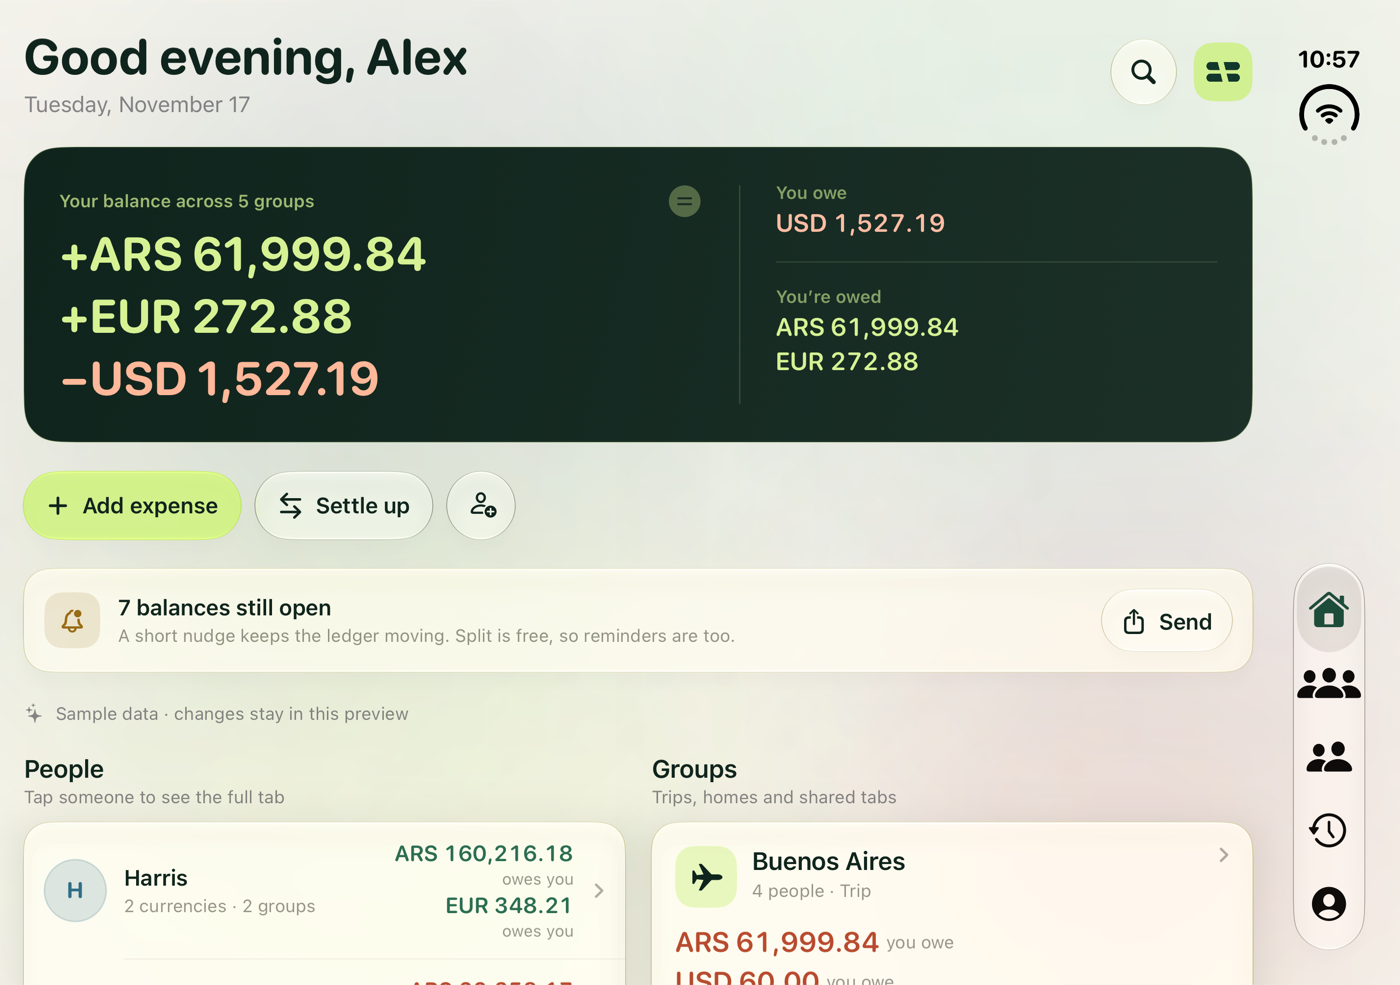 Good evening, Alex
Tuesday, November 17
10:57
Your balance across 5 groups
+ARS 61,999.84
+EUR 272.88
−USD 1,527.19
You owe
USD 1,527.19
You’re owed
ARS 61,999.84
EUR 272.88
Add expense
Settle up
7 balances still open
A short nudge keeps the ledger moving. Split is free, so reminders are too.
Send
Sample data · changes stay in this preview
People
Tap someone to see the full tab
H
Harris
2 currencies · 2 groups
ARS 160,216.18
owes you
EUR 348.21
owes you
Groups
Trips, homes and shared tabs
Buenos Aires
4 people · Trip
ARS 61,999.84 you owe
USD 60.00 you owe